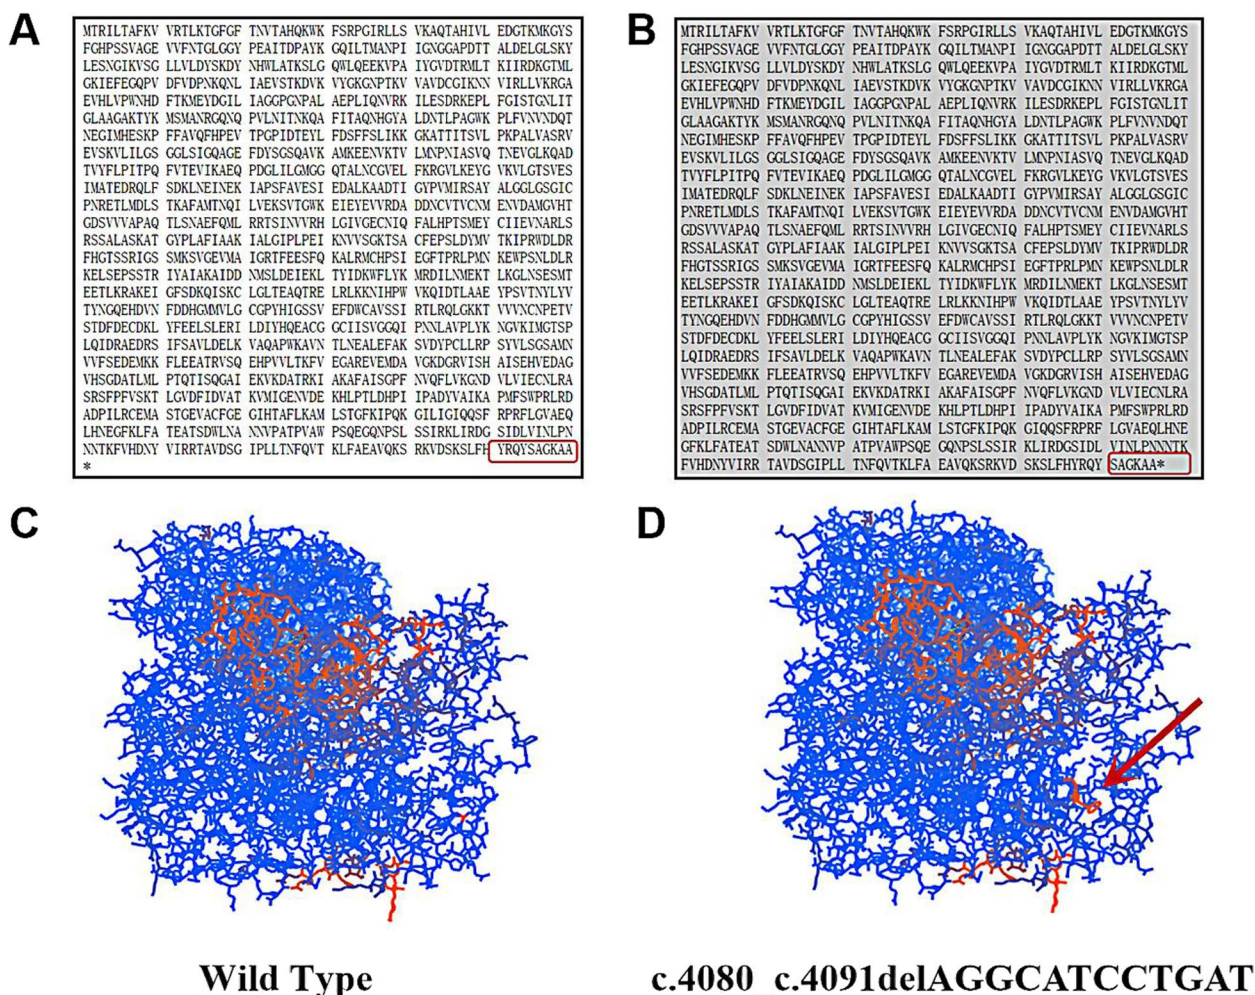 A
MTRILTAFKV VRTLKTGFGF TNVTAHQKWK FSRPGIRLLS VKAQTAHIVL EDGTKMKGYS
FGHPSSVAGE VVFNTGLGGY PEAITDPAYK GQILTMANPI IGNGGAPDTT ALDELGLSKY
LESNGIKVSG LLVLDYSKDY NHWLATKSLG QWLQEEKVPA IYGVDTRMLT KIIRDKGTML
GKIEFEGQPV DFVDPNKQNL IAEVSTKDVK VYGKGNPTKV VAVDCGIKNN VIRLLVKRGA
EVHLVPWNHD FTKMEYDGIL IAGGPGNPAL AEPLIQNVRK ILESDRKEPL FGISTGNLIT
GLAAGAKTYK MSMANRGQNQ PVLNITNKQA FITAQNHGYA LDNTLPAGWK PLFVNVNDQT
NEGIMHESKP FFAVQFHPEV TPGPIDTEYL FDSFFSLIKK GKATTITSVL PKPALVASRV
EVSKVLILGS GGLSIGQAGE FDYSGSQAVK AMKEENVKTV LMNPNIASVQ TNEVGLKQAD
TVYFLPITPQ FVTEVIKAEQ PDGLILGMGG QTALNCGVEL FKRGVLKEYG VKVLGTSVES
IMATEDRQLF SDKLNEINEK IAPSFAVESI EDALKAADTI GYPVMIRSAY ALGGLGSGIC
PNRETLMDLS TKAFAMTNQI LVEKSVTGWK EIEYEVVRDA DDNCVTVCNM ENVDAMGVHT
GDSVVVAPAQ TLSNAEFQML RRTSINVVRH LGIVGECNIQ FALHPTSMEY CIIEVNARLS
RSSALASKAT GYPLAFIAAK IALGIPLPEI KNVVSGKTSA CFEPSLDYMV TKIPRWDLDR
FHGTSSRIGS SMKSVGEVMA IGRTFEESFQ KALRMCHPSI EGFTPRLPMN KEWPSNLDLR
KELSEPSSTR IYAIAKAIDD NMSLDEIEKL TYIDKWFLYK MRDILNMEKT LKGLNSESMT
EETLKRAKEI GFSDKQISKC LGLTEAQTRE LRLKKNIHPW VKQIDTLAAE YPSVTNYLYV
TYNGQEHDVN FDDHGMMVLG CGPYHIGSSV EFDWCAVSSI RTLRQLGKKT VVVNCNPETV
STDFDECDKL YFEELSLERI LDIYHQEACG GCIISVGGQI PNNLAVPLYK NGVKIMGTSP
LQIDRAEDRS IFSAVLDELK VAQAPWKAVN TLNEALEFAK SVDYPCLLRP SYVLSGSAMN
VVFSEDEMKK FLEEATRVSQ EHPVVLTKFV EGAREVEMDA VGKDGRVISH AISEHVEDAG
VHSGDATLML PTQTISQGAI EKVKDATRKI AKAFAISGPF NVQFLVKGND VLVIECNLRA
SRSFPFVSKT LGVDFIDVAT KVMIGENVDE KHLPTLDHPI IPADYVAIKA PMFSWPRLRD
ADPILRCEMA STGEVACFGE GIHTAFLKAM LSTGFKIPQK GILIGIQQSF RPRFLGVAEQ
LHNEGFKLFA TEATSDWLNA NNVPATPVAW PSQEGQNPSL SSIRKLIRDG SIDLVINLPN
NNTKFVHDNY VIRRTAVDSG IPLLTNFQVT KLFAEAVQKS RKVDSKSLFH YRQYSAGKAA
*
B
MTRILTAFKV VRTLKTGFGF TNVTAHQKWK FSRPGIRLLS VKAQTAHIVL EDGTKMKGYS
FGHPSSVAGE VVFNTGLGGY PEAITDPAYK GQILTMANPI IGNGGAPDTT ALDELGLSKY
LESNGIKVSG LLVLDYSKDY NHWLATKSLG QWLQEEKVPA IYGVDTRMLT KIIRDKGTML
GKIEFEGQPV DFVDPNKQNL IAEVSTKDVK VYGKGNPTKV VAVDCGIKNN VIRLLVKRGA
EVHLVPWNHD FTKMEYDGIL IAGGPGNPAL AEPLIQNVRK ILESDRKEPL FGISTGNLIT
GLAAGAKTYK MSMANRGQNQ PVLNITNKQA FITAQNHGYA LDNTLPAGWK PLFVNVNDQT
NEGIMHESKP FFAVQFHPEV TPGPIDTEYL FDSFFSLIKK GKATTITSVL PKPALVASRV
EVSKVLILGS GGLSIGQAGE FDYSGSQAVK AMKEENVKTV LMNPNIASVQ TNEVGLKQAD
TVYFLPITPQ FVTEVIKAEQ PDGLILGMGG QTALNCGVEL FKRGVLKEYG VKVLGTSVES
IMATEDRQLF SDKLNEINEK IAPSFAVESI EDALKAADTI GYPVMIRSAY ALGGLGSGIC
PNRETLMDLS TKAFAMTNQI LVEKSVTGWK EIEYEVVRDA DDNCVTVCNM ENVDAMGVHT
GDSVVVAPAQ TLSNAEFQML RRTSINVVRH LGIVGECNIQ FALHPTSMEY CIIEVNARLS
RSSALASKAT GYPLAFIAAK IALGIPLPEI KNVVSGKTSA CFEPSLDYMV TKIPRWDLDR
FHGTSSRIGS SMKSVGEVMA IGRTFEESFQ KALRMCHPSI EGFTPRLPMN KEWPSNLDLR
KELSEPSSTR IYAIAKAIDD NMSLDEIEKL TYIDKWFLYK MRDILNMEKT LKGLNSESMT
EETLKRAKEI GFSDKQISKC LGLTEAQTRE LRLKKNIHPW VKQIDTLAAE YPSVTNYLYV
TYNGQEHDVN FDDHGMMVLG CGPYHIGSSV EFDWCAVSSI RTLRQLGKKT VVVNCNPETV
STDFDECDKL YFEELSLERI LDIYHQEACG GCIISVGGQI PNNLAVPLYK NGVKIMGTSP
LQIDRAEDRS IFSAVLDELK VAQAPWKAVN TLNEALEFAK SVDYPCLLRP SYVLSGSAMN
VVFSEDEMKK FLEEATRVSQ EHPVVLTKFV EGAREVEMDA VGKDGRVISH AISEHVEDAG
VHSGDATLML PTQTISQGAI EKVKDATRKI AKAFAISGPF NVQFLVKGND VLVIECNLRA
SRSFPFVSKT LGVDFIDVAT KVMIGENVDE KHLPTLDHPI IPADYVAIKA PMFSWPRLRD
ADPILRCEMA STGEVACFGE GIHTAFLKAM LSTGFKIPQK GIQQSFRPRF LGVAEQLHNE
GFKLFATEAT SDWLNANNVP ATPVAWPSQE GQNPSLSSIR KLIRDGSIDL VINLPNNNTK
FVHDNYVIRR TAVDSGIPLL TNFQVTKLFA EAVQKSRKVD SKSLFHYRQY SAGKAA*
C
D
Wild Type
c.4080_c.4091delAGGCATCCTGAT